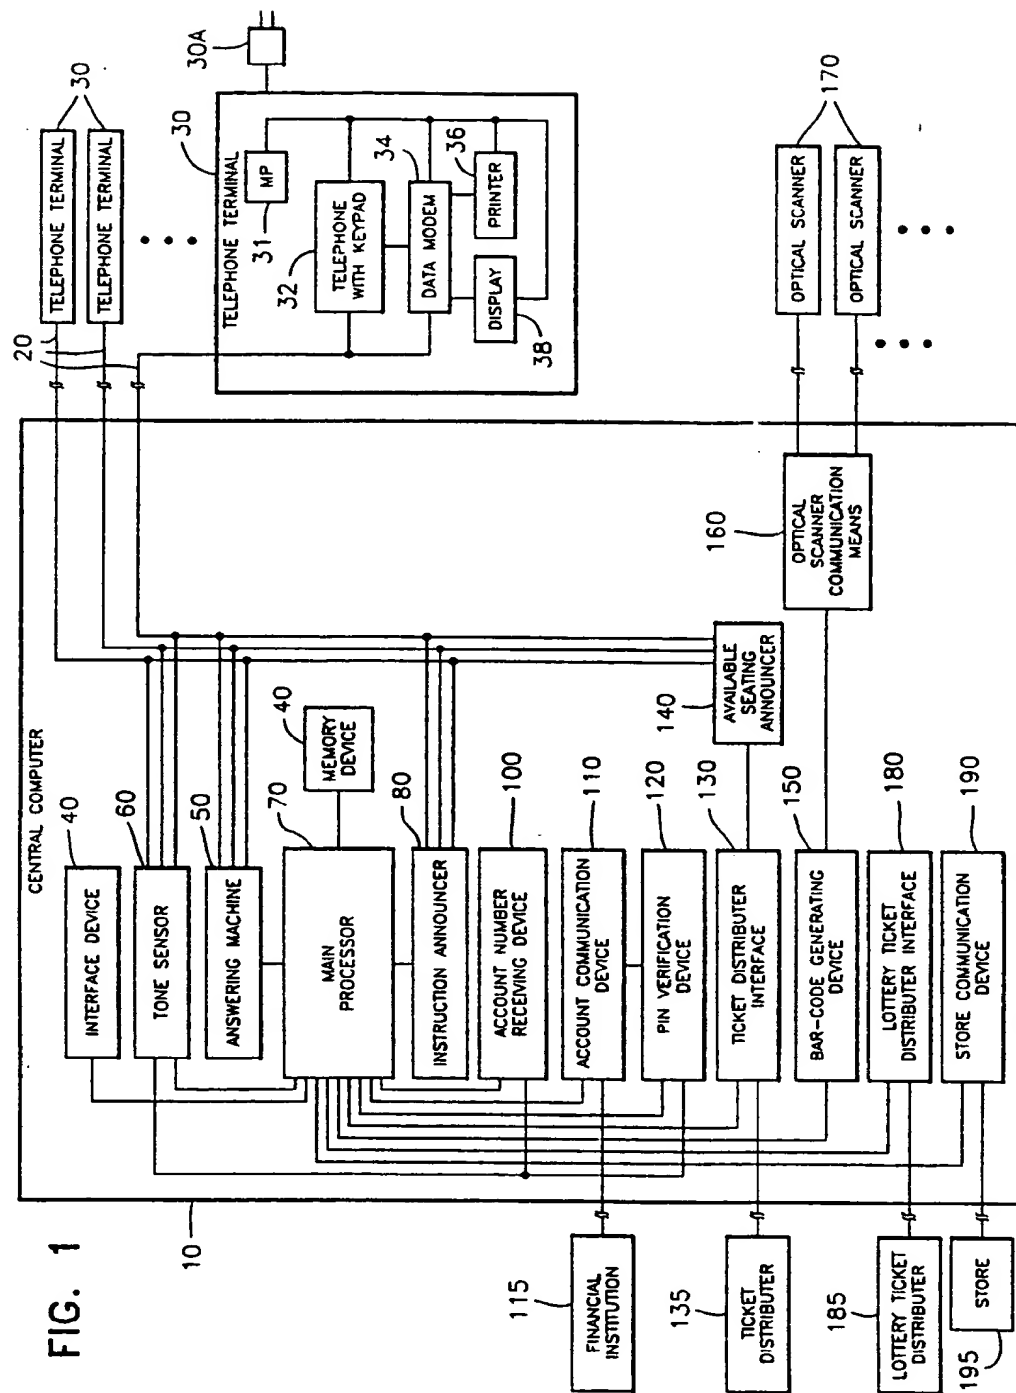 FIG. 1
10
CENTRAL COMPUTER
40
INTERFACE DEVICE
60
TONE SENSOR
50
ANSWERING MACHINE
70
MAIN
PROCESSOR
40
MEMORY
DEVICE
80
INSTRUCTION ANNOUNCER
100
ACCOUNT NUMBER
RECEIVING DEVICE
110
ACCOUNT COMMUNICATION
DEVICE
120
PIN VERIFICATION
DEVICE
130
TICKET DISTRIBUTER
INTERFACE
140
AVAILABLE
SEATING
ANNOUNCER
150
BAR-CODE GENERATING
DEVICE
160
OPTICAL
SCANNER
COMMUNICATION
MEANS
180
LOTTERY TICKET
DISTRIBUTER INTERFACE
190
STORE COMMUNICATION
DEVICE
115
FINANCIAL
INSTITUTION
135
TICKET
DISTRIBUTER
185
LOTTERY TICKET
DISTRIBUTER
195
STORE
20
30
TELEPHONE TERMINAL
TELEPHONE TERMINAL
30
30A
TELEPHONE TERMINAL
31
MP
32
TELEPHONE
WITH KEYPAD
34
DATA MODEM
36
PRINTER
38
DISPLAY
170
OPTICAL SCANNER
OPTICAL SCANNER